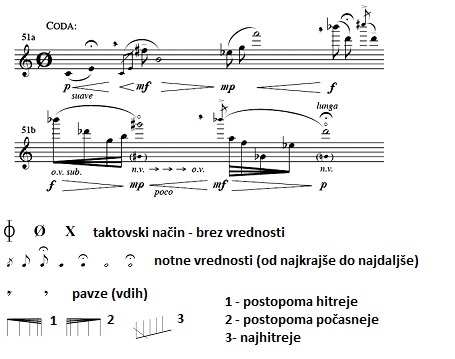 CODA:
51a
p mf mp f
suave
lunga
51b
o.v. sub. n.v. → → → → o.v. n.v. n.v.
f mp mf p
poco
ф Ø X taktovski način - brez vrednosti
notne vrednosti (od najkrajše do najdaljše)
pavze (vdih)
1 2 3
1 - postopoma hitreje
2 - postopoma počasneje
3- najhitreje